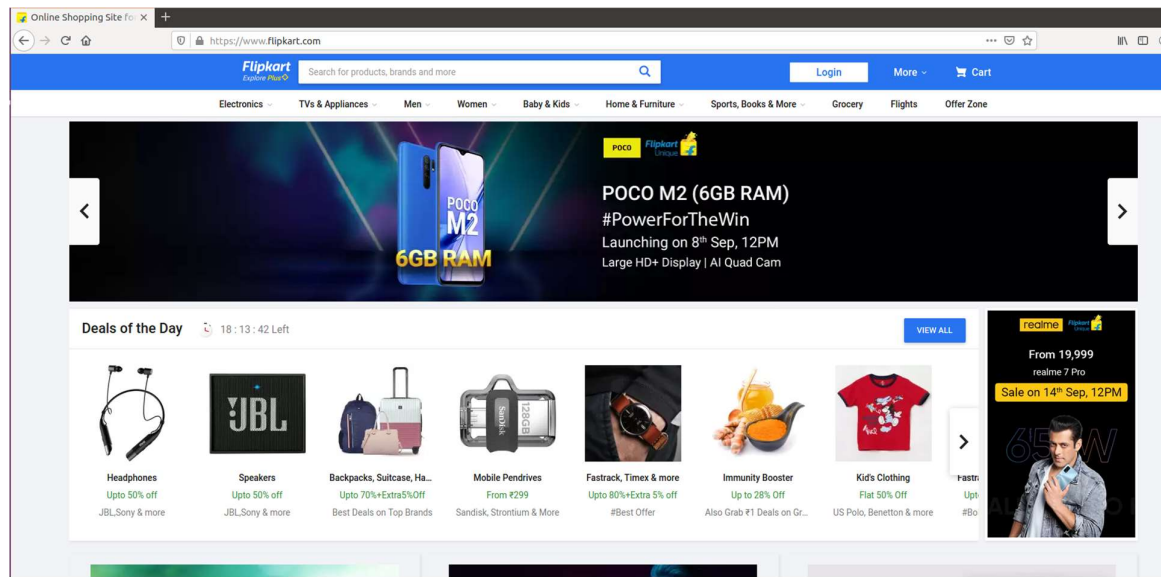 Online Shopping Site for
https://www.flipkart.com
Flipkart
Explore Plus
Search for products, brands and more
Login
More
Cart
Electronics
TVs & Appliances
Men
Women
Baby & Kids
Home & Furniture
Sports, Books & More
Grocery
Flights
Offer Zone
POCO
Flipkart
Unique
POCO M2 (6GB RAM)
#PowerForTheWin
Launching on 8th Sep, 12PM
Large HD+ Display | AI Quad Cam
POCO
M2
6GB RAM
Deals of the Day
18 : 13 : 42 Left
VIEW ALL
JBL
SanDisk
128GB
Headphones
Upto 50% off
JBL,Sony & more
Speakers
Upto 50% off
JBL,Sony & more
Backpacks, Suitcase, Ha...
Upto 70%+Extra5%Off
Best Deals on Top Brands
Mobile Pendrives
From ₹299
Sandisk, Strontium & More
Fastrack, Timex & more
Upto 80%+Extra 5% off
#Best Offer
Immunity Booster
Up to 28% Off
Also Grab ₹1 Deals on Gr...
Kid's Clothing
Flat 50% Off
US Polo, Benetton & more
Fastra
Upt
#Bo
realme
Flipkart
Unique
From 19,999
realme 7 Pro
Sale on 14th Sep, 12PM
65W